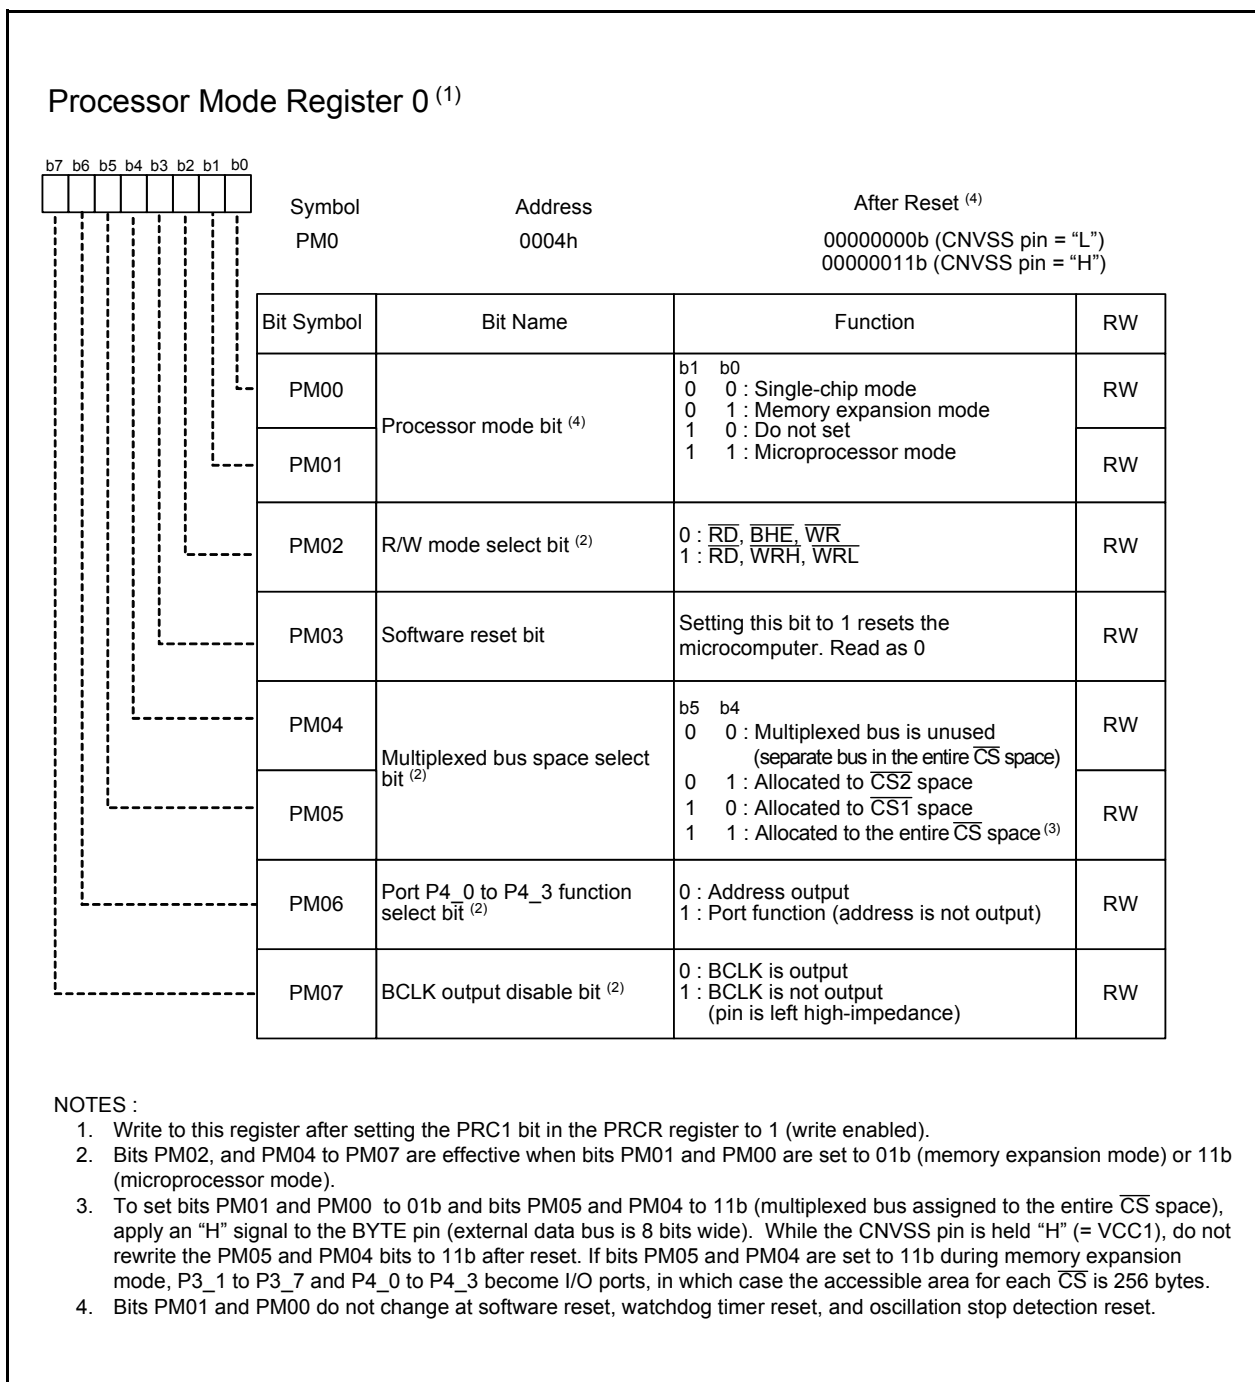 Processor Mode Register 0 (1)
b7 b6 b5 b4 b3 b2 b1 b0
Symbol Address After Reset (4)
PM0 0004h 00000000b (CNVSS pin = “L”)
00000011b (CNVSS pin = “H”)
Bit Symbol Bit Name Function RW
PM00 RW
PM01 RW
Processor mode bit (4)
b1 b0
0 0 : Single-chip mode
0 1 : Memory expansion mode
1 0 : Do not set
1 1 : Microprocessor mode
PM02 R/W mode select bit (2) RW
0 : R̅D̅, B̅H̅E̅, W̅R̅
1 : R̅D̅, W̅R̅H̅, W̅R̅L̅
PM03 Software reset bit RW
Setting this bit to 1 resets the
microcomputer. Read as 0
PM04 RW
PM05 RW
Multiplexed bus space select
bit (2)
b5 b4
0 0 : Multiplexed bus is unused
(separate bus in the entire C̅S̅ space)
0 1 : Allocated to C̅S̅2̅ space
1 0 : Allocated to C̅S̅1̅ space
1 1 : Allocated to the entire C̅S̅ space (3)
PM06 RW
Port P4_0 to P4_3 function
select bit (2)
0 : Address output
1 : Port function (address is not output)
PM07 BCLK output disable bit (2) RW
0 : BCLK is output
1 : BCLK is not output
(pin is left high-impedance)
NOTES :
1. Write to this register after setting the PRC1 bit in the PRCR register to 1 (write enabled).
2. Bits PM02, and PM04 to PM07 are effective when bits PM01 and PM00 are set to 01b (memory expansion mode) or 11b
(microprocessor mode).
3. To set bits PM01 and PM00 to 01b and bits PM05 and PM04 to 11b (multiplexed bus assigned to the entire C̅S̅ space),
apply an “H” signal to the BYTE pin (external data bus is 8 bits wide). While the CNVSS pin is held “H” (= VCC1), do not
rewrite the PM05 and PM04 bits to 11b after reset. If bits PM05 and PM04 are set to 11b during memory expansion
mode, P3_1 to P3_7 and P4_0 to P4_3 become I/O ports, in which case the accessible area for each C̅S̅ is 256 bytes.
4. Bits PM01 and PM00 do not change at software reset, watchdog timer reset, and oscillation stop detection reset.